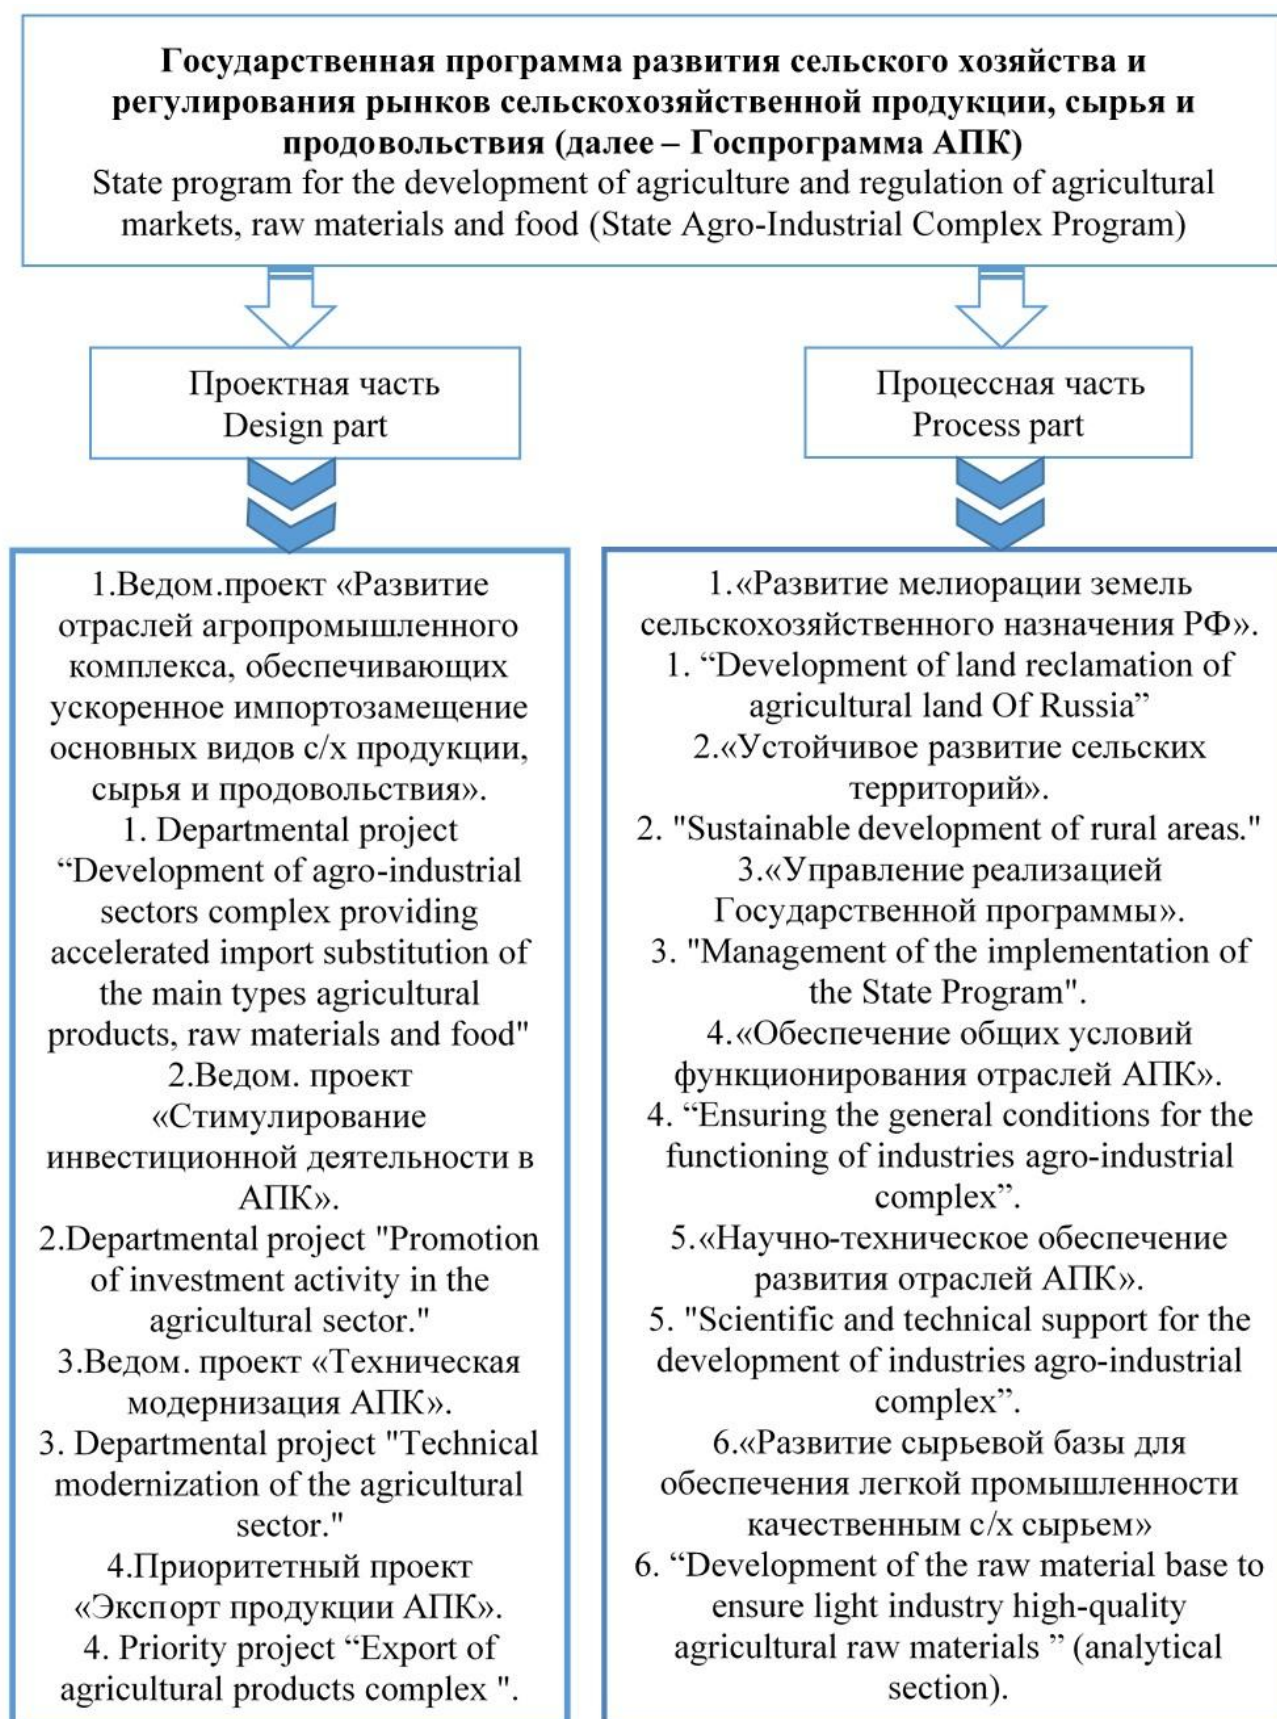 Государственная программа развития сельского хозяйства и
регулирования рынков сельскохозяйственной продукции, сырья и
продовольствия (далее – Госпрограмма АПК)
State program for the development of agriculture and regulation of agricultural
markets, raw materials and food (State Agro-Industrial Complex Program)
Проектная часть
Design part
Процессная часть
Process part
1.Ведом.проект «Развитие
отраслей агропромышленного
комплекса, обеспечивающих
ускоренное импортозамещение
основных видов с/х продукции,
сырья и продовольствия».
1. Departmental project
“Development of agro-industrial
sectors complex providing
accelerated import substitution of
the main types agricultural
products, raw materials and food"
2.Ведом. проект
«Стимулирование
инвестиционной деятельности в
АПК».
2.Departmental project "Promotion
of investment activity in the
agricultural sector."
3.Ведом. проект «Техническая
модернизация АПК».
3. Departmental project "Technical
modernization of the agricultural
sector."
4.Приоритетный проект
«Экспорт продукции АПК».
4. Priority project “Export of
agricultural products complex ".
1.«Развитие мелиорации земель
сельскохозяйственного назначения РФ».
1. “Development of land reclamation of
agricultural land Of Russia”
2.«Устойчивое развитие сельских
территорий».
2. "Sustainable development of rural areas."
3.«Управление реализацией
Государственной программы».
3. "Management of the implementation of
the State Program".
4.«Обеспечение общих условий
функционирования отраслей АПК».
4. “Ensuring the general conditions for the
functioning of industries agro-industrial
complex”.
5.«Научно-техническое обеспечение
развития отраслей АПК».
5. "Scientific and technical support for the
development of industries agro-industrial
complex”.
6.«Развитие сырьевой базы для
обеспечения легкой промышленности
качественным с/х сырьем»
6. “Development of the raw material base to
ensure light industry high-quality
agricultural raw materials ” (analytical
section).